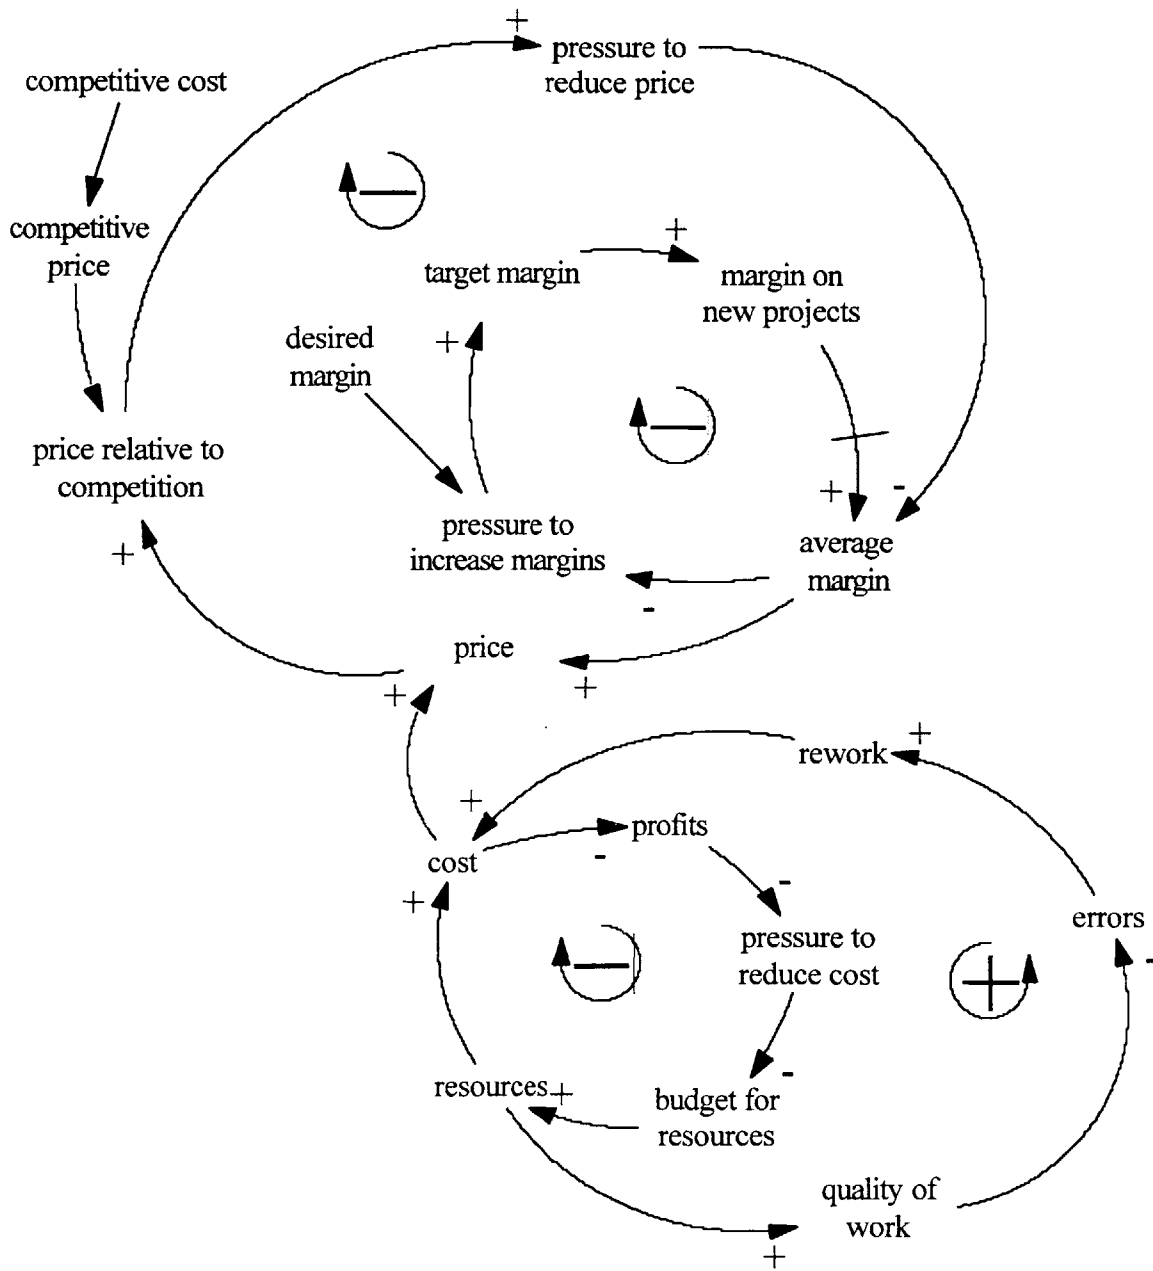 +
pressure to
reduce price
competitive cost
competitive
price
+
target margin
margin on
new projects
desired
margin
+
price relative to
competition
+
-
pressure to
increase margins
average
margin
+
-
price
+
+
rework
+
+
profits
-
cost
-
+
errors
pressure to
reduce cost
-
resources
+
-
budget for
resources
quality of
work
+